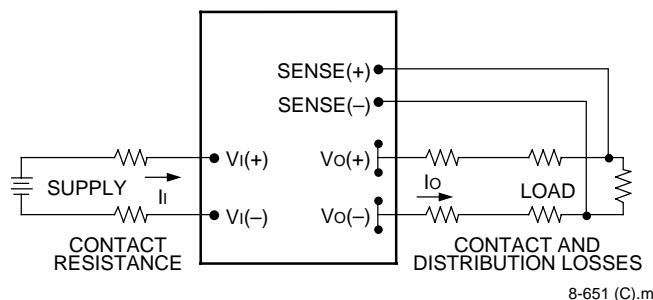 SENSE(+)
SENSE(–)
VI(+)
VO(+)
SUPPLY
II
IO
LOAD
VI(–)
VO(–)
CONTACT
RESISTANCE
CONTACT AND
DISTRIBUTION LOSSES
8-651 (C).m